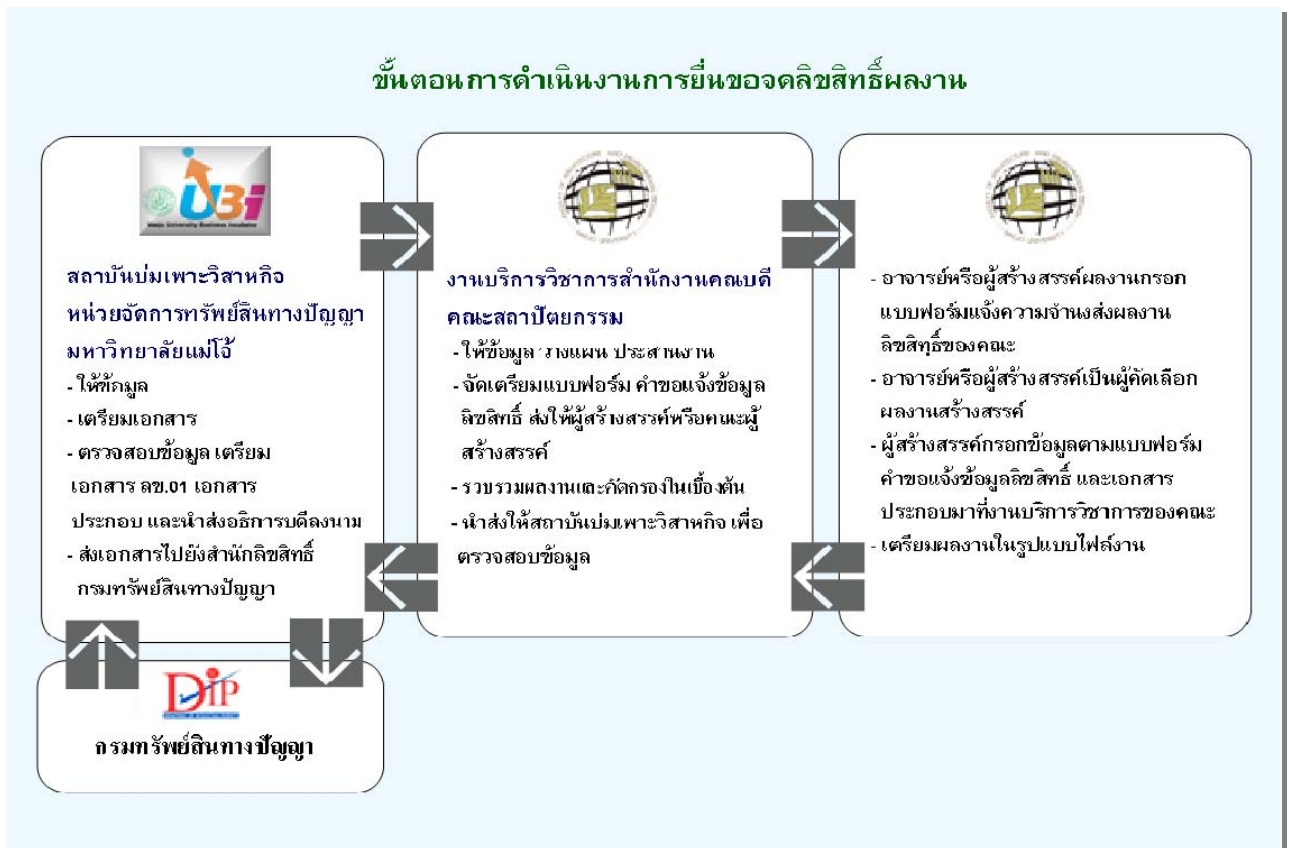 ขั้นตอนการดำเนินงานการยื่นขอจดลิขสิทธิ์ผลงาน
UBi
Maejo University Business Incubator
สถาบันบ่มเพาะวิสาหกิจ
หน่วยจัดการทรัพย์สินทางปัญญา
มหาวิทยาลัยแม่โจ้
- ให้ข้อมูล
- เตรียมเอกสาร
- ตรวจสอบข้อมูล เตรียม
เอกสาร ลข.01 เอกสาร
ประกอบ และนำส่งอธิการบดีลงนาม
- ส่งเอกสารไปยังสำนักลิขสิทธิ์
กรมทรัพย์สินทางปัญญา
งานบริการวิชาการสำนักงานคณบดี
คณะสถาปัตยกรรม
- ให้ข้อมูล วางแผน ประสานงาน
- จัดเตรียมแบบฟอร์ม คำขอแจ้งข้อมูล
ลิขสิทธิ์ ส่งให้ผู้สร้างสรรค์หรือคณะผู้
สร้างสรรค์
- รวบรวมผลงานและคัดกรองในเบื้องต้น
- นำส่งให้สถาบันบ่มเพาะวิสาหกิจ เพื่อ
ตรวจสอบข้อมูล
- อาจารย์หรือผู้สร้างสรรค์ผลงานกรอก
แบบฟอร์มแจ้งความจำนงส่งผลงาน
ลิขสิทธุ์ของคณะ
- อาจารย์หรือผู้สร้างสรรค์เป็นผู้คัดเลือก
ผลงานสร้างสรรค์
- ผู้สร้างสรรค์กรอกข้อมูลตามแบบฟอร์ม
คำขอแจ้งข้อมูลลิขสิทธิ์ และเอกสาร
ประกอบมาที่งานบริการวิชาการของคณะ
- เตรียมผลงานในรูปแบบไฟล์งาน
DIP
กรมทรัพย์สินทางปัญญา